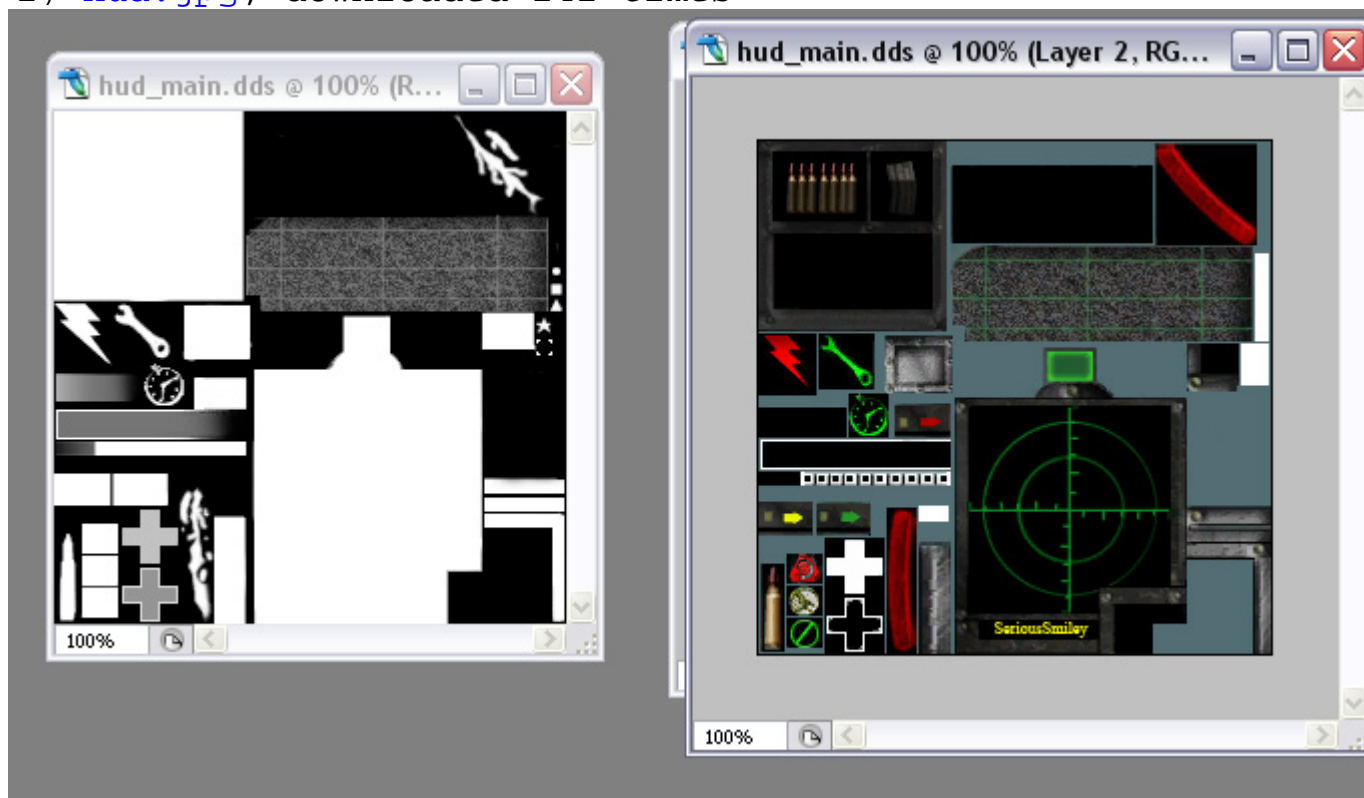 hud_main.dds @ 100% (R...
hud_main.dds @ 100% (Layer 2, RG...
SeriousSmiley
100%
100%